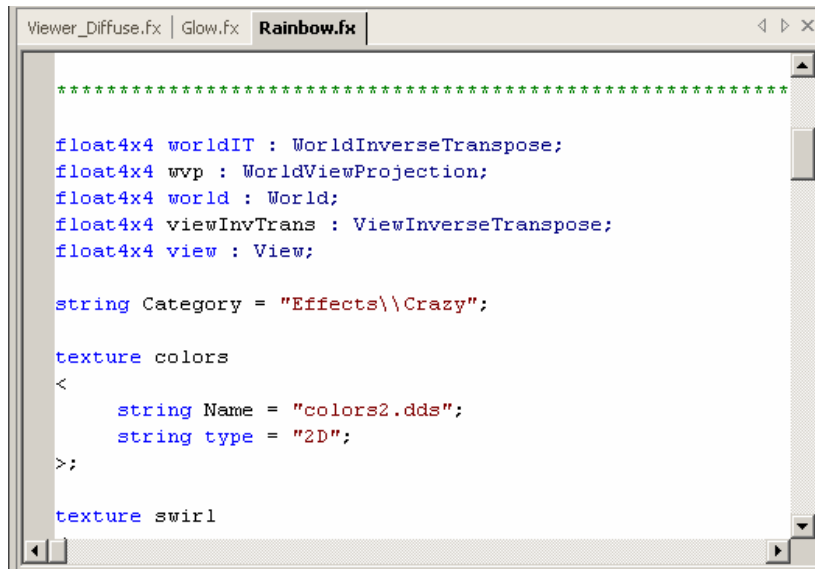 Viewer_Diffuse.fx | Glow.fx Rainbow.fx
***********************************************************
float4x4 worldIT : WorldInverseTranspose;
float4x4 wvp : WorldViewProjection;
float4x4 world : World;
float4x4 viewInvTrans : ViewInverseTranspose;
float4x4 view : View;
string Category = "Effects\\Crazy";
texture colors
<
string Name = "colors2.dds";
string type = "2D";
>;
texture swirl